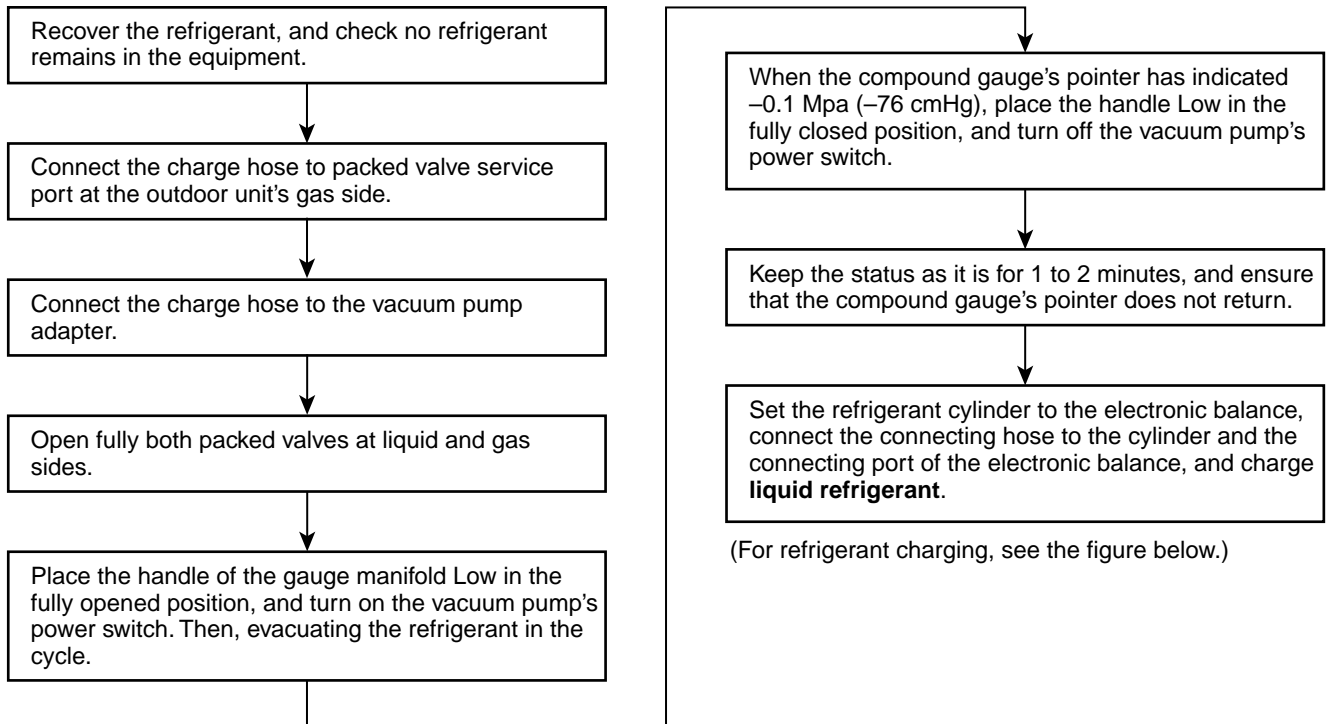 Recover the refrigerant, and check no refrigerant
remains in the equipment.
Connect the charge hose to packed valve service
port at the outdoor unit’s gas side.
Connect the charge hose to the vacuum pump
adapter.
Open fully both packed valves at liquid and gas
sides.
Place the handle of the gauge manifold Low in the
fully opened position, and turn on the vacuum pump’s
power switch. Then, evacuating the refrigerant in the
cycle.
When the compound gauge’s pointer has indicated
–0.1 Mpa (–76 cmHg), place the handle Low in the
fully closed position, and turn off the vacuum pump’s
power switch.
Keep the status as it is for 1 to 2 minutes, and ensure
that the compound gauge’s pointer does not return.
Set the refrigerant cylinder to the electronic balance,
connect the connecting hose to the cylinder and the
connecting port of the electronic balance, and charge
liquid refrigerant.
(For refrigerant charging, see the figure below.)